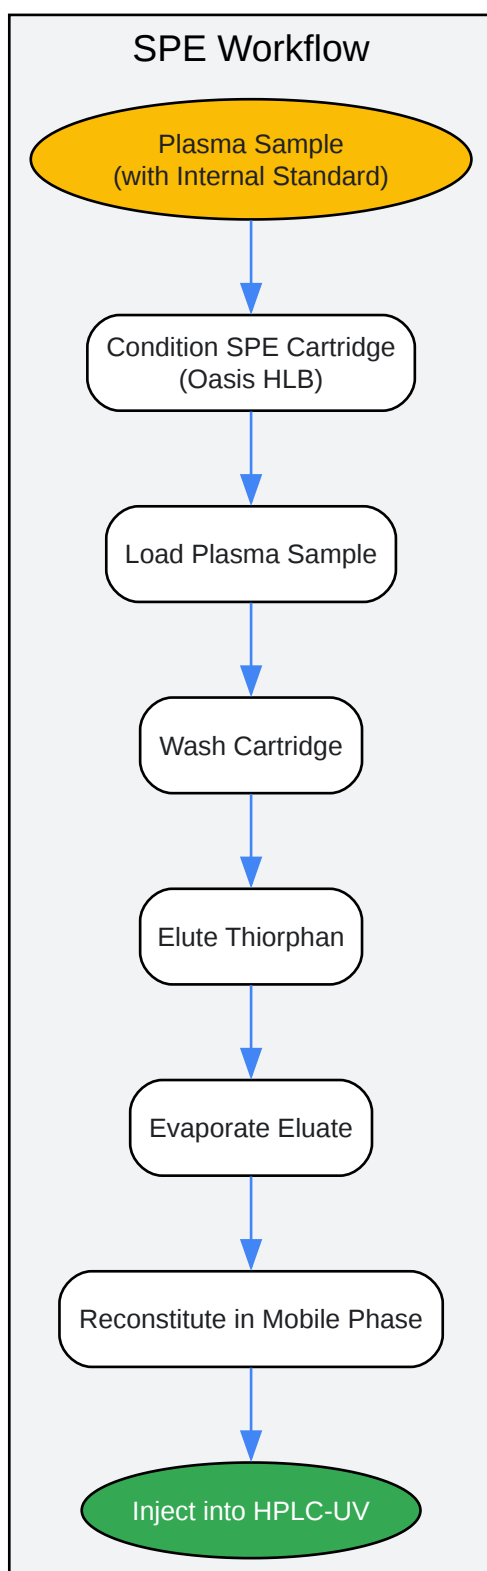 SPE Workflow
Plasma Sample
(with Internal Standard)
Condition SPE Cartridge
(Oasis HLB)
Load Plasma Sample
Wash Cartridge
Elute Thiorphan
Evaporate Eluate
Reconstitute in Mobile Phase
Inject into HPLC-UV